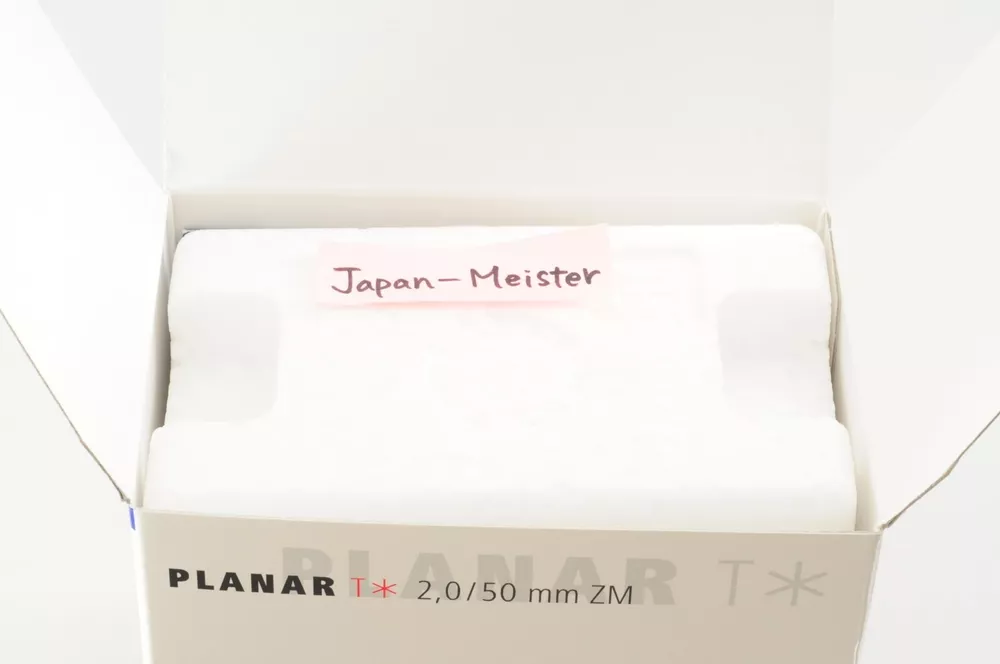 Japan-Meister
PLANAR T* 2,0/50 mm ZM
PLANAR T*